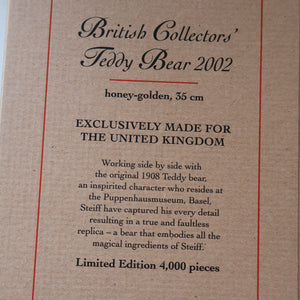 British Collectors'
Teddy Bear 2002
honey-golden, 35 cm
EXCLUSIVELY MADE FOR
THE UNITED KINGDOM
Working side by side with
the original 1908 Teddy bear,
an inspirited character who resides at
the Puppenhausmuseum, Basel,
Steiff have captured his every detail
resulting in a true and faultless
replica – a bear that embodies all the
magical ingredients of Steiff.
Limited Edition 4,000 pieces